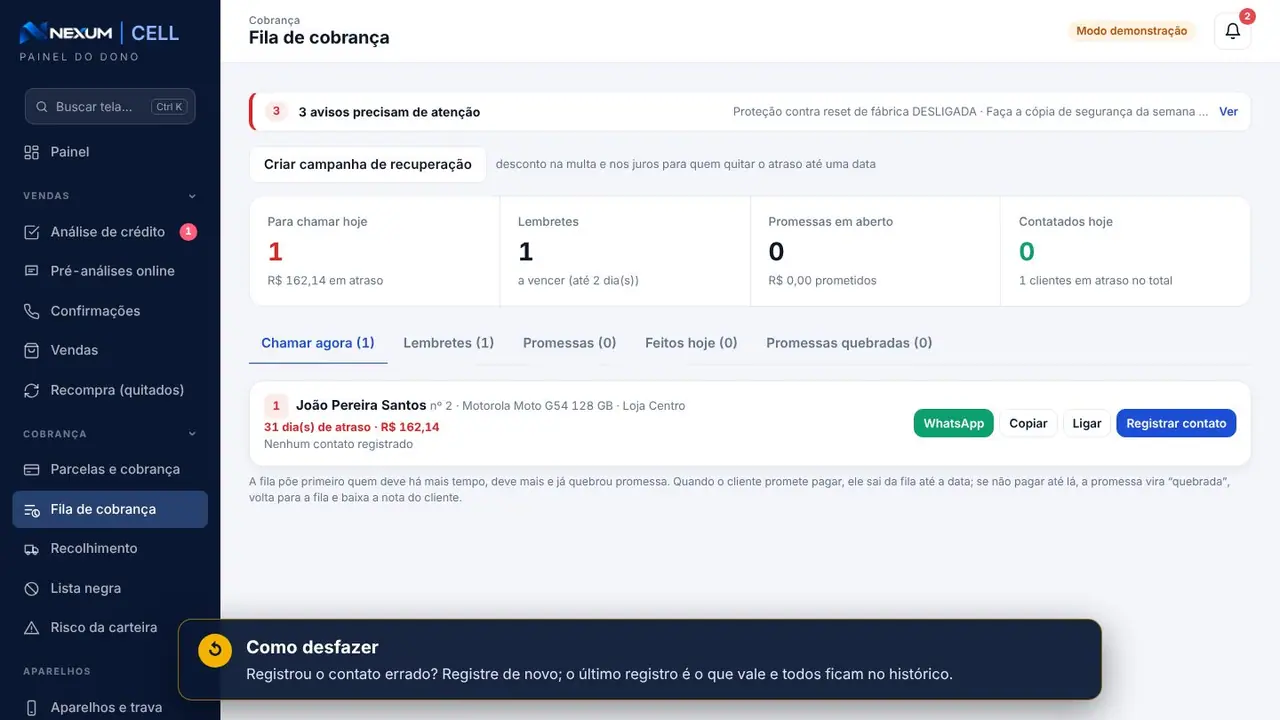 NEXUM | CELL
PAINEL DO DONO
Buscar tela... Ctrl K
Painel
VENDAS
Análise de crédito 1
Pré-análises online
Confirmações
Vendas
Recompra (quitados)
COBRANÇA
Parcelas e cobrança
Fila de cobrança
Recolhimento
Lista negra
Risco da carteira
APARELHOS
Aparelhos e trava
Cobrança
Fila de cobrança
Modo demonstração
2
3 3 avisos precisam de atenção
Proteção contra reset de fábrica DESLIGADA · Faça a cópia de segurança da semana ... Ver
Criar campanha de recuperação desconto na multa e nos juros para quem quitar o atraso até uma data
Para chamar hoje
1
R$ 162,14 em atraso
Lembretes
1
a vencer (até 2 dia(s))
Promessas em aberto
0
R$ 0,00 prometidos
Contatados hoje
0
1 clientes em atraso no total
Chamar agora (1) Lembretes (1) Promessas (0) Feitos hoje (0) Promessas quebradas (0)
1 João Pereira Santos nº 2 · Motorola Moto G54 128 GB · Loja Centro
31 dia(s) de atraso · R$ 162,14
Nenhum contato registrado
WhatsApp Copiar Ligar Registrar contato
A fila põe primeiro quem deve há mais tempo, deve mais e já quebrou promessa. Quando o cliente promete pagar, ele sai da fila até a data; se não pagar até lá, a promessa vira “quebrada”,
volta para a fila e baixa a nota do cliente.
Como desfazer
Registrou o contato errado? Registre de novo; o último registro é o que vale e todos ficam no histórico.